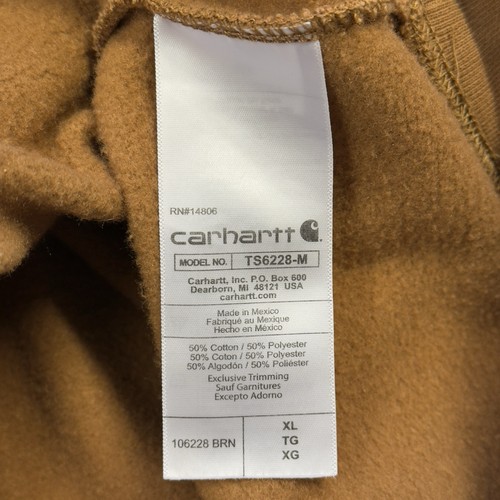 RN#14806
carhartt
MODEL NO. TS6228-M
Carhartt, Inc. P.O. Box 600
Dearborn, MI 48121 USA
carhartt.com
Made in Mexico
Fabriqué au Mexique
Hecho en México
50% Cotton / 50% Polyester
50% Coton / 50% Polyester
50% Algodón / 50% Poliéster
Exclusive Trimming
Sauf Garnitures
Excepto Adorno
106228 BRN
XL
TG
XG